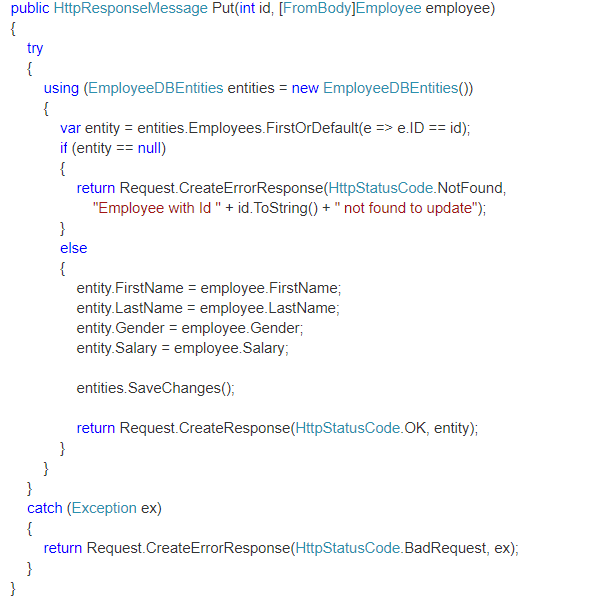 public HttpResponseMessage Put(int id, [FromBody]Employee employee)
{
try
{
using (EmployeeDBEntities entities = new EmployeeDBEntities())
{
var entity = entities.Employees.FirstOrDefault(e => e.ID == id);
if (entity == null)
{
return Request.CreateErrorResponse(HttpStatusCode.NotFound,
"Employee with Id " + id.ToString() + " not found to update");
}
else
{
entity.FirstName = employee.FirstName;
entity.LastName = employee.LastName;
entity.Gender = employee.Gender;
entity.Salary = employee.Salary;
entities.SaveChanges();
return Request.CreateResponse(HttpStatusCode.OK, entity);
}
}
}
catch (Exception ex)
{
return Request.CreateErrorResponse(HttpStatusCode.BadRequest, ex);
}
}